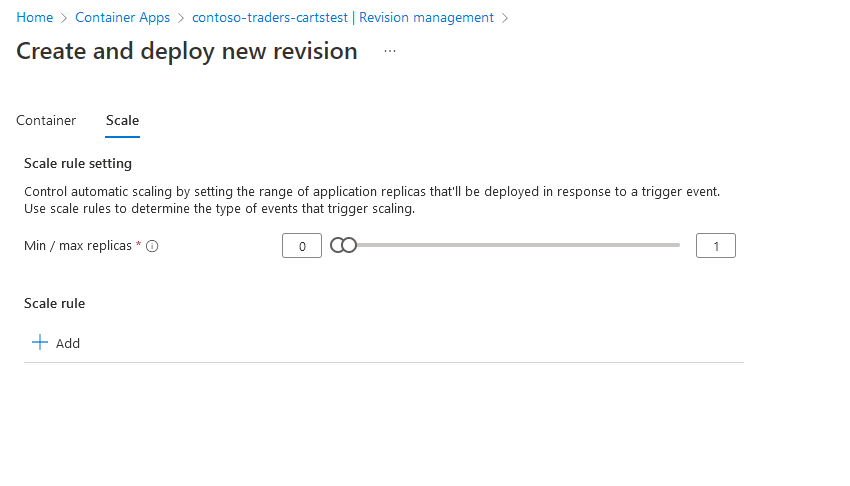 Home > Container Apps > contoso-traders-cartstest | Revision management >
Create and deploy new revision ...
Container Scale
Scale rule setting
Control automatic scaling by setting the range of application replicas that'll be deployed in response to a trigger event.
Use scale rules to determine the type of events that trigger scaling.
Min / max replicas * 0 1
Scale rule
+ Add